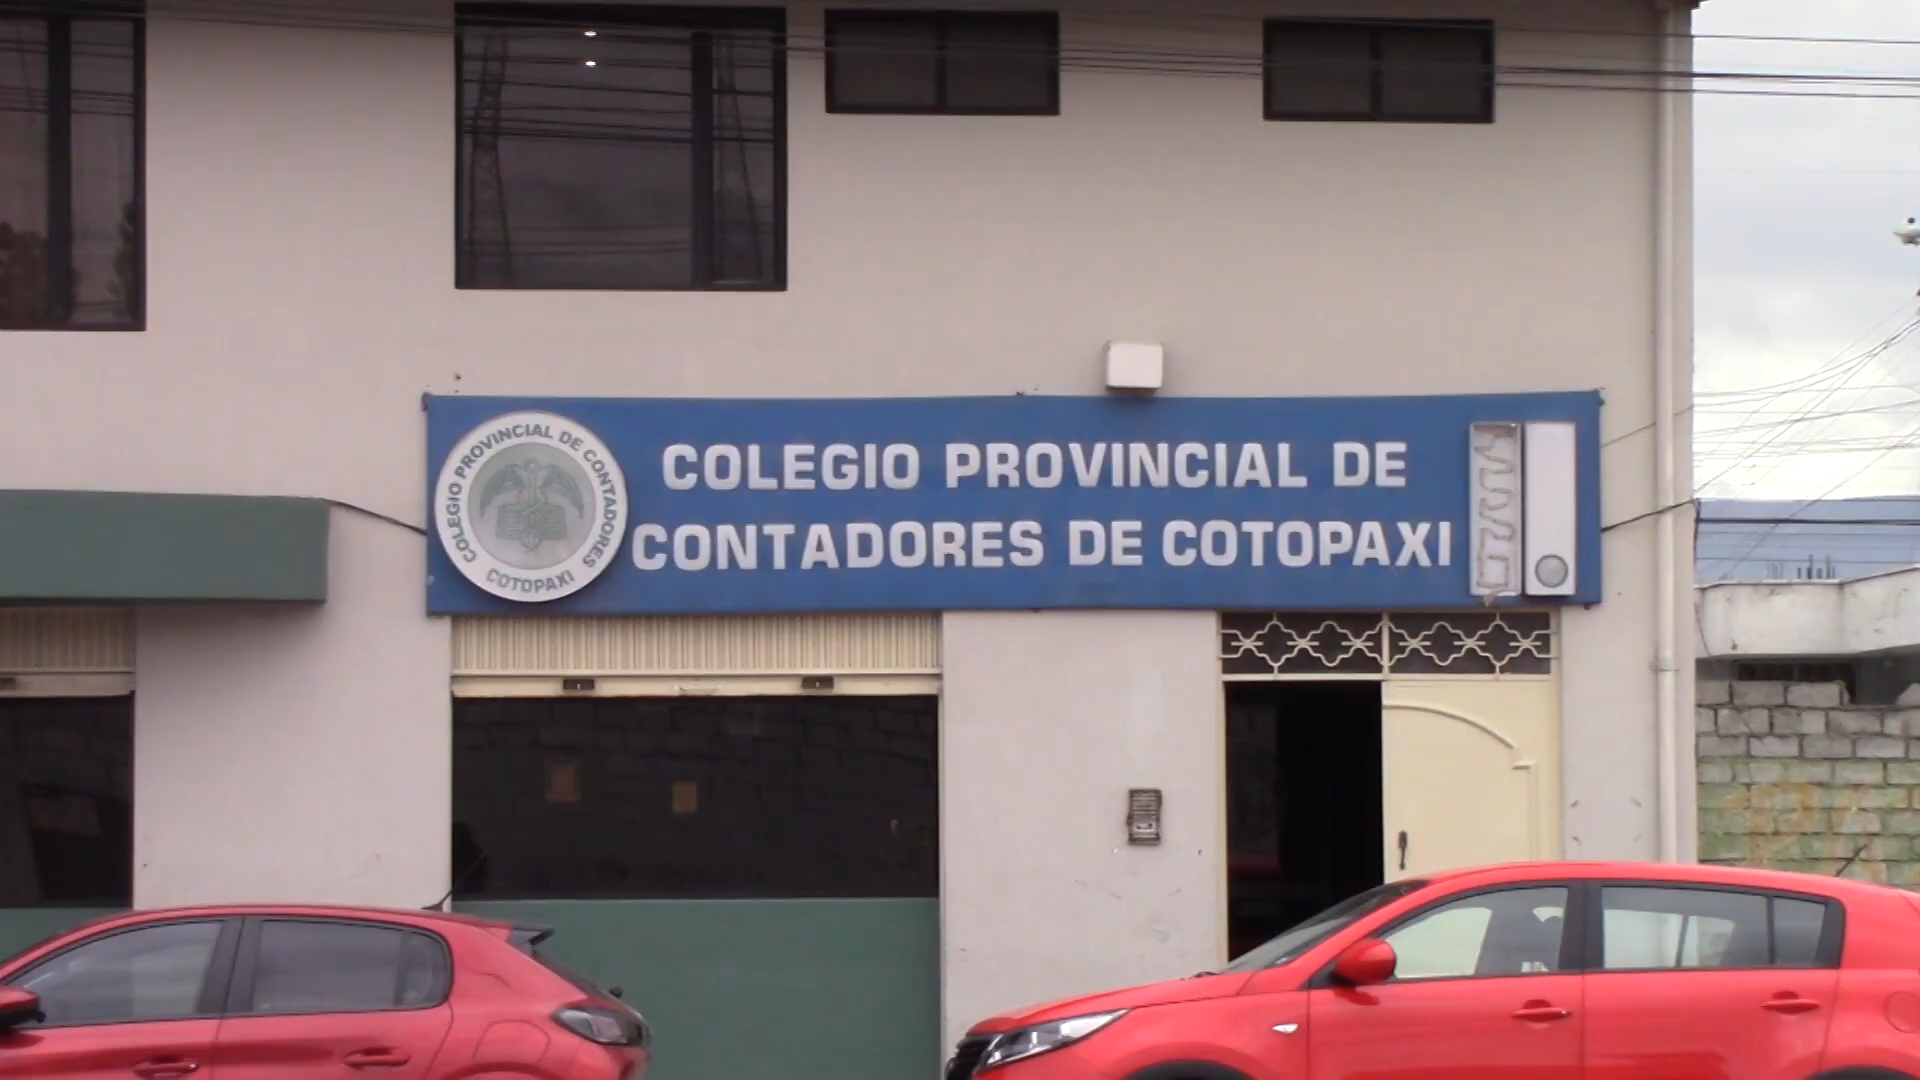 COLEGIO PROVINCIAL DE CONTADORES
COTOPAXI
COLEGIO PROVINCIAL DE
CONTADORES DE COTOPAXI